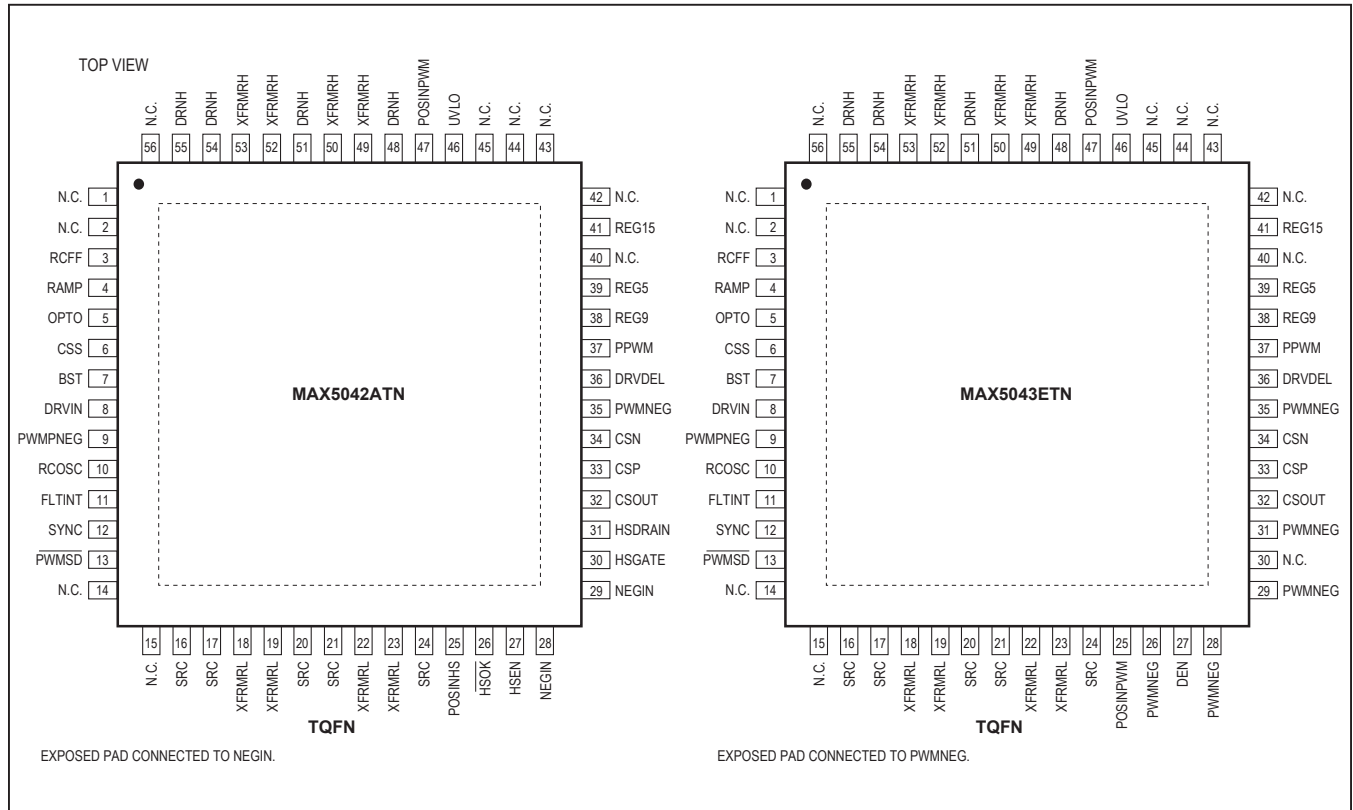 TOP VIEW
N.C.
DRNH
DRNH
XFRMRH
XFRMRH
DRNH
XFRMRH
XFRMRH
DRNH
POSINPWM
UVLO
N.C.
N.C.
N.C.
56 55 54 53 52 51 50 49 48 47 46 45 44 43
N.C. 1
N.C. 2
RCFF 3
RAMP 4
OPTO 5
CSS 6
BST 7
DRVIN 8
PWMPNEG 9
RCOSC 10
FLTINT 11
SYNC 12
PWMSD 13
N.C. 14
MAX5042ATN
42 N.C.
41 REG15
40 N.C.
39 REG5
38 REG9
37 PPWM
36 DRVDEL
35 PWMNEG
34 CSN
33 CSP
32 CSOUT
31 HSDRAIN
30 HSGATE
29 NEGIN
15 16 17 18 19 20 21 22 23 24 25 26 27 28
N.C.
SRC
SRC
XFRMRL
XFRMRL
SRC
SRC
XFRMRL
XFRMRL
SRC
POSINHS
HSOK
HSEN
NEGIN
TQFN
EXPOSED PAD CONNECTED TO NEGIN.
N.C.
DRNH
DRNH
XFRMRH
XFRMRH
DRNH
XFRMRH
XFRMRH
DRNH
POSINPWM
UVLO
N.C.
N.C.
N.C.
56 55 54 53 52 51 50 49 48 47 46 45 44 43
N.C. 1
N.C. 2
RCFF 3
RAMP 4
OPTO 5
CSS 6
BST 7
DRVIN 8
PWMPNEG 9
RCOSC 10
FLTINT 11
SYNC 12
PWMSD 13
N.C. 14
MAX5043ETN
42 N.C.
41 REG15
40 N.C.
39 REG5
38 REG9
37 PPWM
36 DRVDEL
35 PWMNEG
34 CSN
33 CSP
32 CSOUT
31 PWMNEG
30 N.C.
29 PWMNEG
15 16 17 18 19 20 21 22 23 24 25 26 27 28
N.C.
SRC
SRC
XFRMRL
XFRMRL
SRC
SRC
XFRMRL
XFRMRL
SRC
POSINPWM
PWMNEG
DEN
PWMNEG
TQFN
EXPOSED PAD CONNECTED TO PWMNEG.